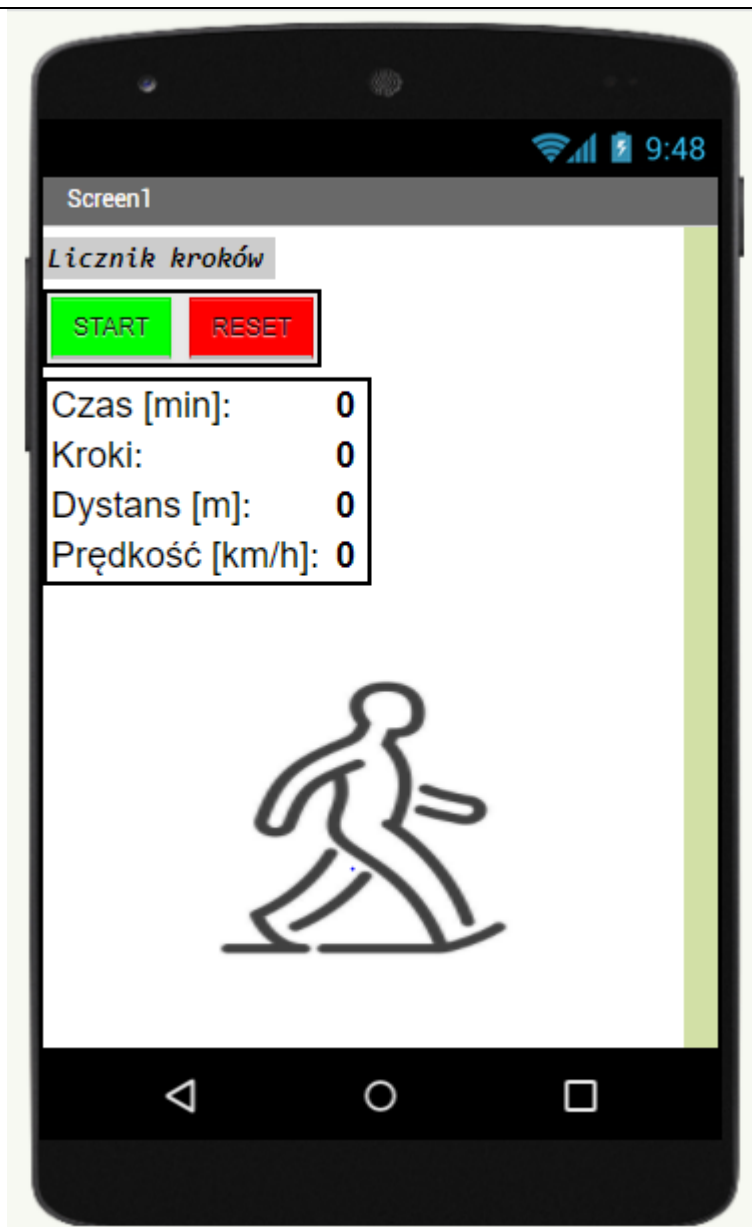 9:48
Screen1
Licznik kroków
START RESET
Czas [min]: 0
Kroki: 0
Dystans [m]: 0
Prędkość [km/h]: 0